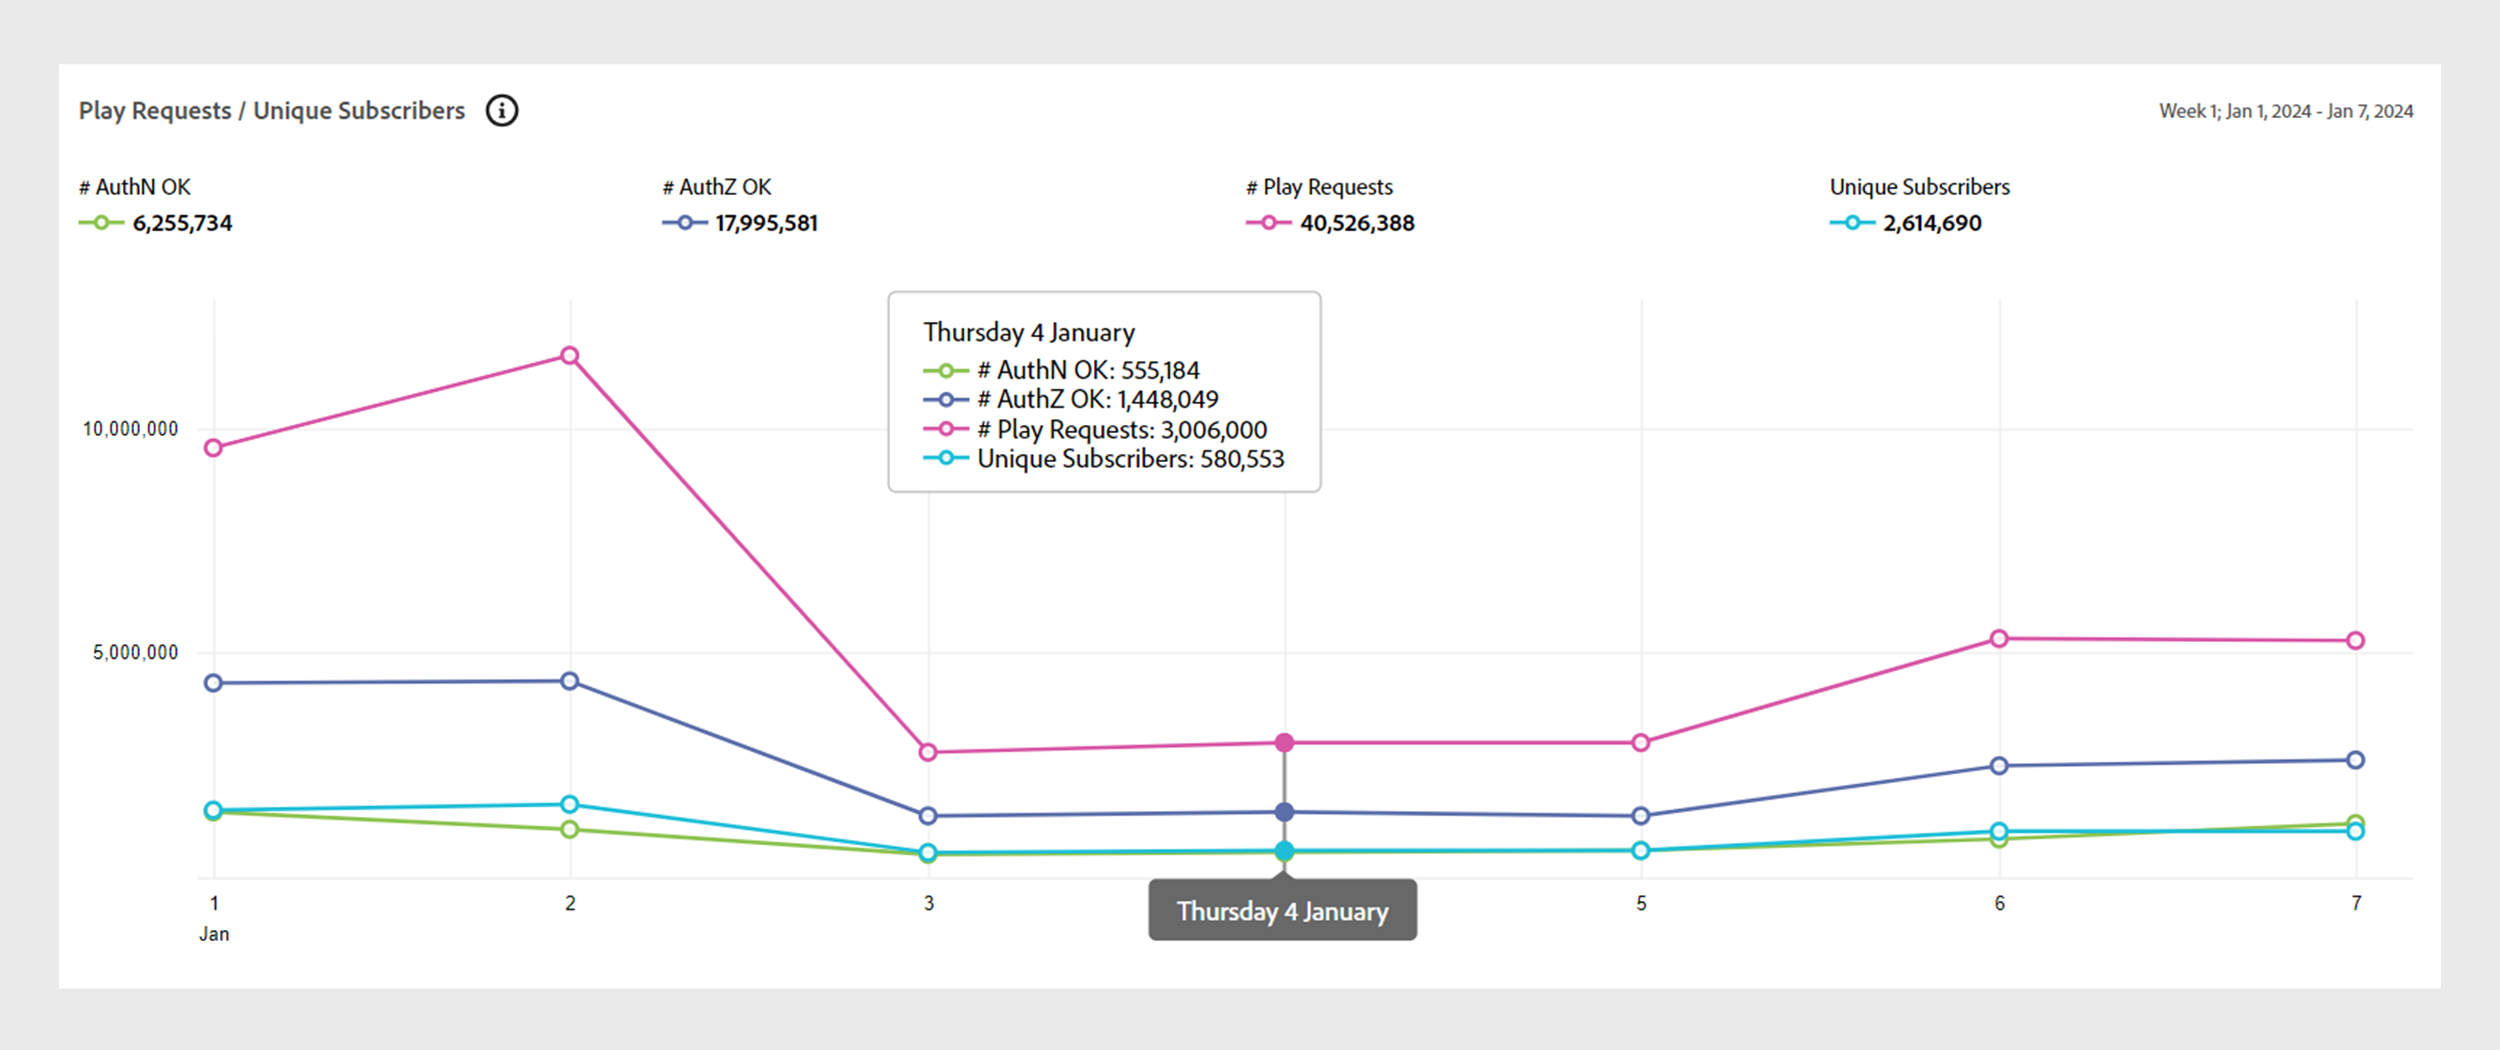 Play Requests / Unique Subscribers
Week 1; Jan 1, 2024 - Jan 7, 2024
# AuthN OK
6,255,734
# AuthZ OK
17,995,581
# Play Requests
40,526,388
Unique Subscribers
2,614,690
Thursday 4 January
# AuthN OK: 555,184
# AuthZ OK: 1,448,049
# Play Requests: 3,006,000
Unique Subscribers: 580,553
10,000,000
5,000,000
1 2 3 5 6 7
Jan
Thursday 4 January